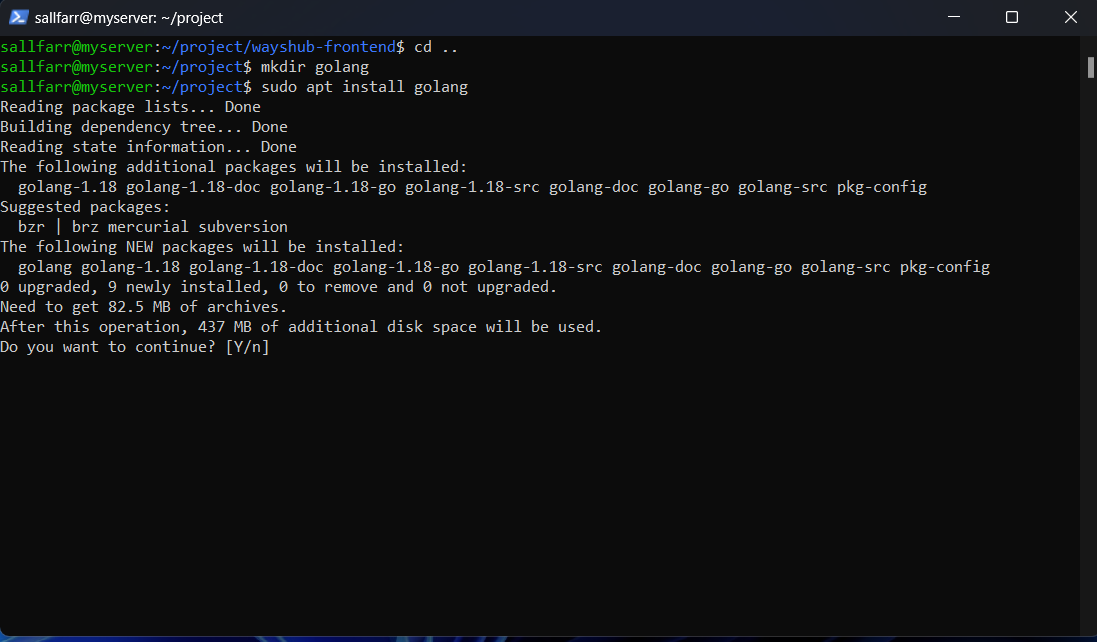 sallfarr@myserver: ~/project
sallfarr@myserver:~/project/wayshub-frontend$ cd ..
sallfarr@myserver:~/project$ mkdir golang
sallfarr@myserver:~/project$ sudo apt install golang
Reading package lists... Done
Building dependency tree... Done
Reading state information... Done
The following additional packages will be installed:
  golang-1.18 golang-1.18-doc golang-1.18-go golang-1.18-src golang-doc golang-go golang-src pkg-config
Suggested packages:
  bzr | brz mercurial subversion
The following NEW packages will be installed:
  golang golang-1.18 golang-1.18-doc golang-1.18-go golang-1.18-src golang-doc golang-go golang-src pkg-config
0 upgraded, 9 newly installed, 0 to remove and 0 not upgraded.
Need to get 82.5 MB of archives.
After this operation, 437 MB of additional disk space will be used.
Do you want to continue? [Y/n]